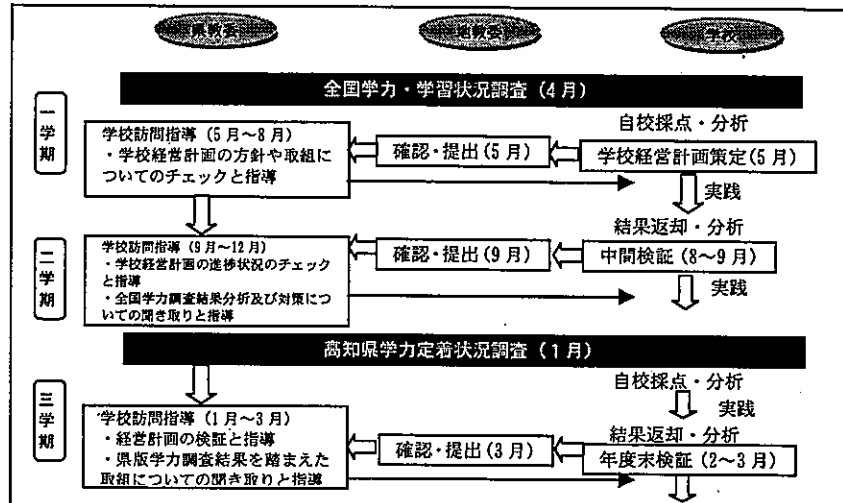 県教委
地教委
学校
全国学力・学習状況調査(4月)
一学期
自校採点・分析
学校訪問指導(5月~8月)
・学校経営計画の方針や取組に
ついてのチェックと指導
確認・提出(5月)
学校経営計画策定(5月)
実践
結果返却・分析
二学期
学校訪問指導(9月~12月)
・学校経営計画の進捗状況のチェック
と指導
・全国学力調査結果分析及び対策につい
ての聞き取りと指導
確認・提出(9月)
中間検証(8~9月)
実践
高知県学力定着状況調査(1月)
自校採点・分析
実践
三学期
学校訪問指導(1月~3月)
・経営計画の検証と指導
・県版学力調査結果を踏まえた
取組についての聞き取りと指導
結果返却・分析
確認・提出(3月)
年度末検証(2~3月)